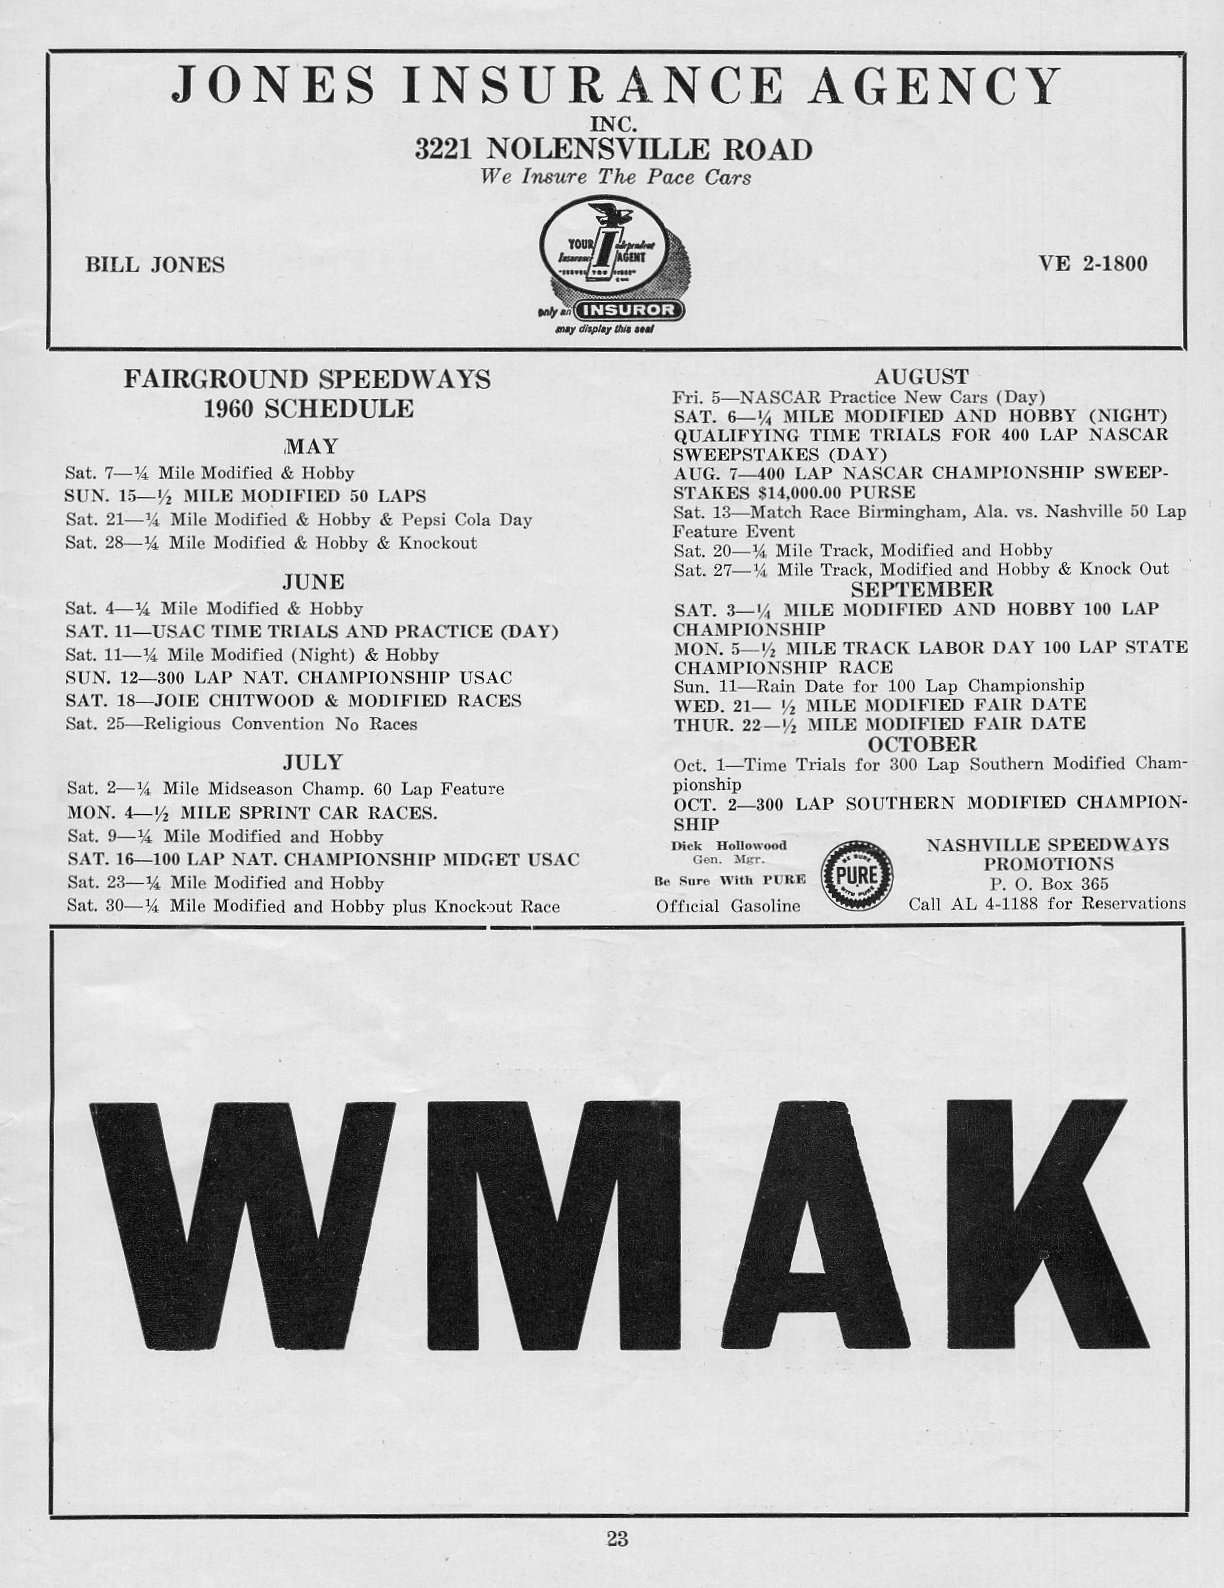 JONES INSURANCE AGENCY
INC.
3221 NOLENSVILLE ROAD
We Insure The Pace Cars
BILL JONES
YOUR Independent
Insurance AGENT
"SERVES YOU FIRST"
only an INSUROR
may display this seal
VE 2-1800
FAIRGROUND SPEEDWAYS
1960 SCHEDULE
MAY
Sat. 7—¼ Mile Modified & Hobby
SUN. 15—½ MILE MODIFIED 50 LAPS
Sat. 21—¼ Mile Modified & Hobby & Pepsi Cola Day
Sat. 28—¼ Mile Modified & Hobby & Knockout
JUNE
Sat. 4—¼ Mile Modified & Hobby
SAT. 11—USAC TIME TRIALS AND PRACTICE (DAY)
Sat. 11—¼ Mile Modified (Night) & Hobby
SUN. 12—300 LAP NAT. CHAMPIONSHIP USAC
SAT. 18—JOIE CHITWOOD & MODIFIED RACES
Sat. 25—Religious Convention No Races
JULY
Sat. 2—¼ Mile Midseason Champ. 60 Lap Feature
MON. 4—½ MILE SPRINT CAR RACES.
Sat. 9—¼ Mile Modified and Hobby
SAT. 16—100 LAP NAT. CHAMPIONSHIP MIDGET USAC
Sat. 23—¼ Mile Modified and Hobby
Sat. 30—¼ Mile Modified and Hobby plus Knockout Race
AUGUST
Fri. 5—NASCAR Practice New Cars (Day)
SAT. 6—¼ MILE MODIFIED AND HOBBY (NIGHT)
QUALIFYING TIME TRIALS FOR 400 LAP NASCAR
SWEEPSTAKES (DAY)
AUG. 7—400 LAP NASCAR CHAMPIONSHIP SWEEP-
STAKES $14,000.00 PURSE
Sat. 13—Match Race Birmingham, Ala. vs. Nashville 50 Lap
Feature Event
Sat. 20—¼ Mile Track, Modified and Hobby
Sat. 27—¼ Mile Track, Modified and Hobby & Knock Out
SEPTEMBER
SAT. 3—¼ MILE MODIFIED AND HOBBY 100 LAP
CHAMPIONSHIP
MON. 5—½ MILE TRACK LABOR DAY 100 LAP STATE
CHAMPIONSHIP RACE
Sun. 11—Rain Date for 100 Lap Championship
WED. 21— ½ MILE MODIFIED FAIR DATE
THUR. 22—½ MILE MODIFIED FAIR DATE
OCTOBER
Oct. 1—Time Trials for 300 Lap Southern Modified Cham-
pionship
OCT. 2—300 LAP SOUTHERN MODIFIED CHAMPION-
SHIP
Dick Hollowood
Gen. Mgr.
Be Sure With PURE
Official Gasoline
BE SURE
PURE
WITH PURE
NASHVILLE SPEEDWAYS
PROMOTIONS
P. O. Box 365
Call AL 4-1188 for Reservations
WMAK
23